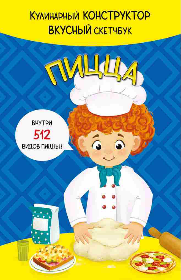 Кулинарный КОНСТРУКТОР
ВКУСНЫЙ СКЕТЧБУК
ПИЦЦА
ВНУТРИ
512
ВИДОВ ПИЦЦЫ!